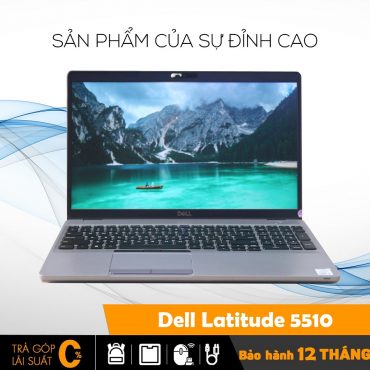 SẢN PHẨM CỦA SỰ ĐỈNH CAO
DELL
Dell Latitude 5510
TRẢ GÓP
LÃI SUẤT 0%
Bảo hành 12 THÁNG